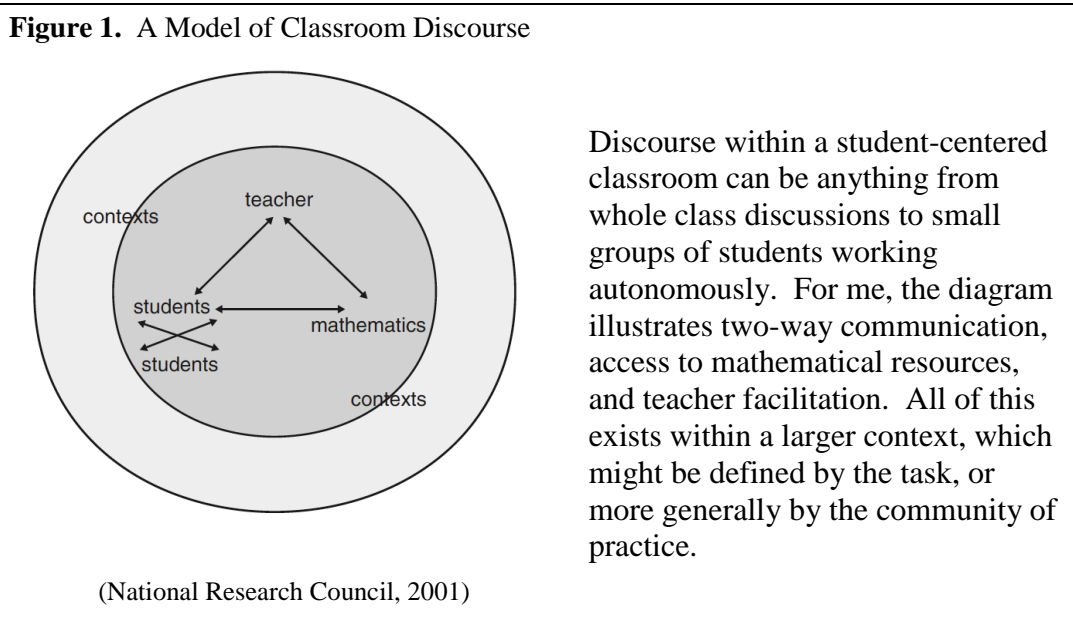 Figure 1. A Model of Classroom Discourse
teacher
contexts
students
mathematics
students
contexts
(National Research Council, 2001)
Discourse within a student-centered
classroom can be anything from
whole class discussions to small
groups of students working
autonomously. For me, the diagram
illustrates two-way communication,
access to mathematical resources,
and teacher facilitation. All of this
exists within a larger context, which
might be defined by the task, or
more generally by the community of
practice.